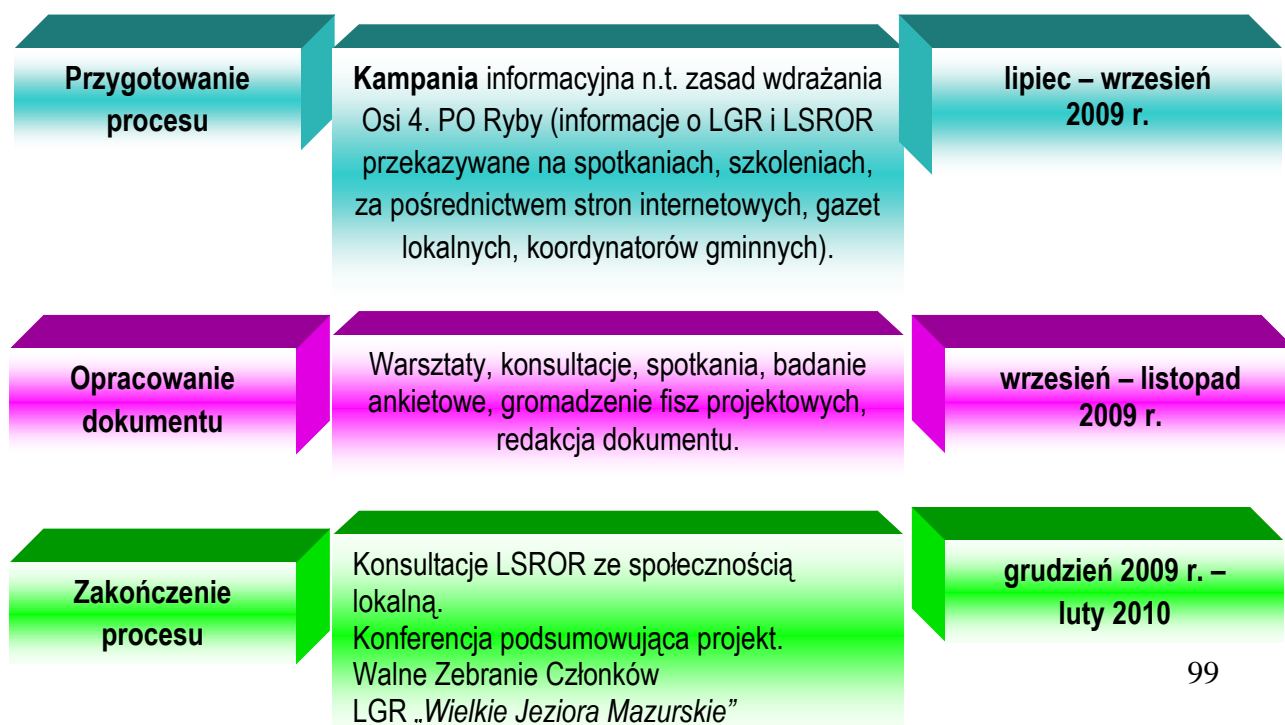 Przygotowanie
procesu
Kampania informacyjna n.t. zasad wdrażania
Osi 4. PO Ryby (informacje o LGR i LSROR
przekazywane na spotkaniach, szkoleniach,
za pośrednictwem stron internetowych, gazet
lokalnych, koordynatorów gminnych).
lipiec – wrzesień
2009 r.
Opracowanie
dokumentu
Warsztaty, konsultacje, spotkania, badanie
ankietowe, gromadzenie fisz projektowych,
redakcja dokumentu.
wrzesień – listopad
2009 r.
Zakończenie
procesu
Konsultacje LSROR ze społecznością
lokalną.
Konferencja podsumowująca projekt.
Walne Zebranie Członków
LGR „Wielkie Jeziora Mazurskie”
grudzień 2009 r. –
luty 2010
99